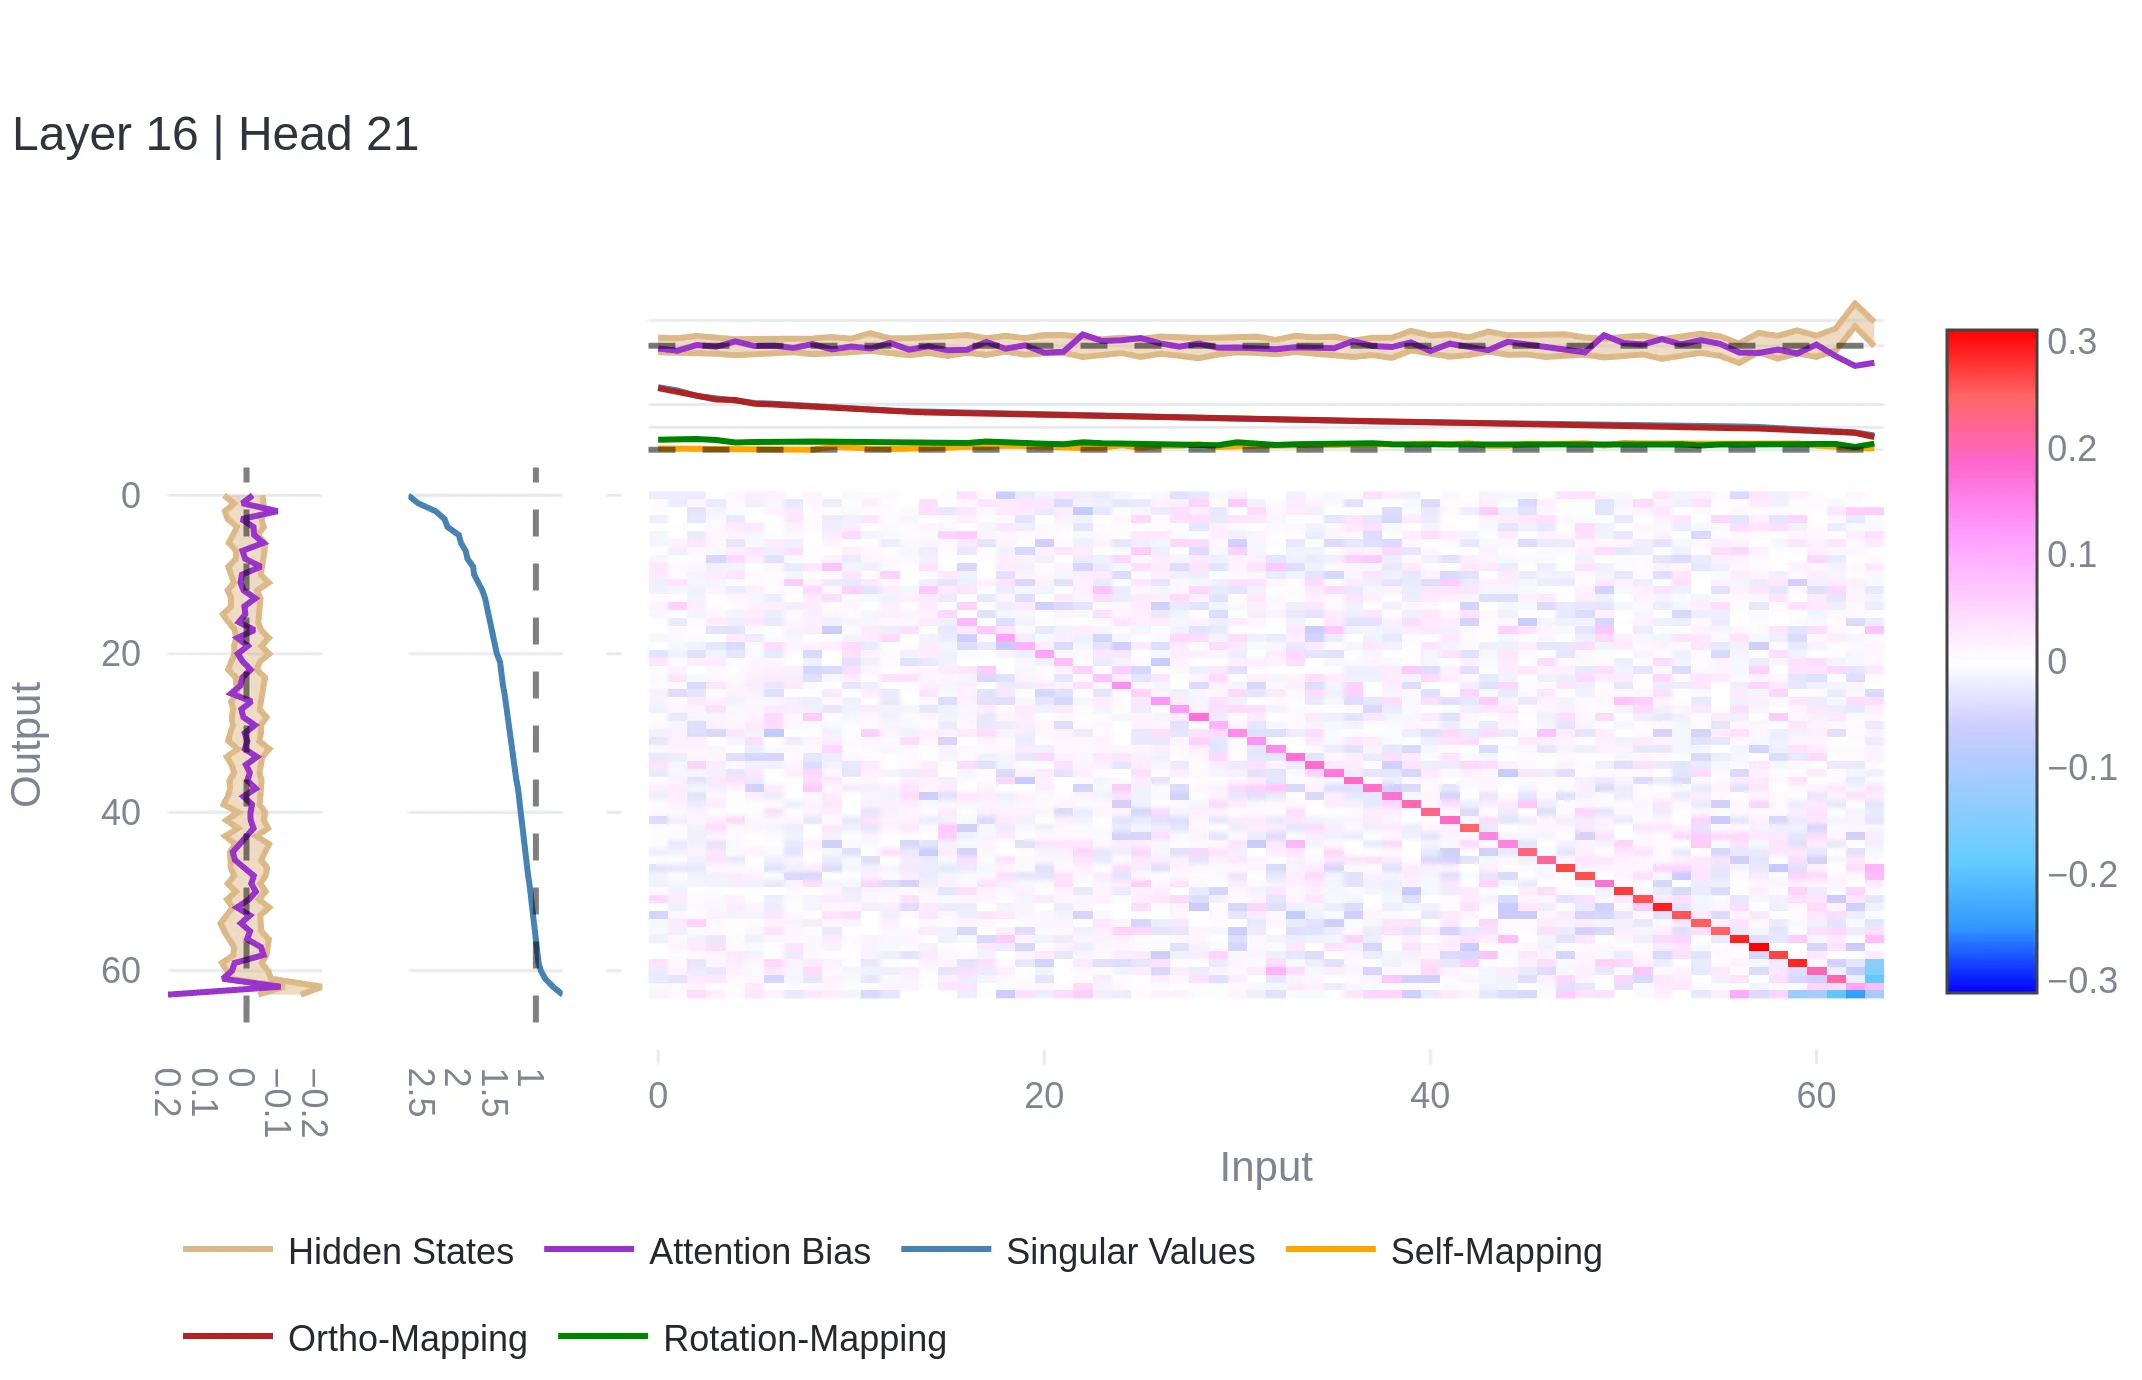 Layer 16 | Head 21
0.3
0.2
0.1
0
−0.1
−0.2
−0.3
0
20
40
60
Output
0.2
0.1
0
−0.1
−0.2
2.5
2
1.5
1
0
20
40
60
Input
Hidden States
Attention Bias
Singular Values
Self-Mapping
Ortho-Mapping
Rotation-Mapping